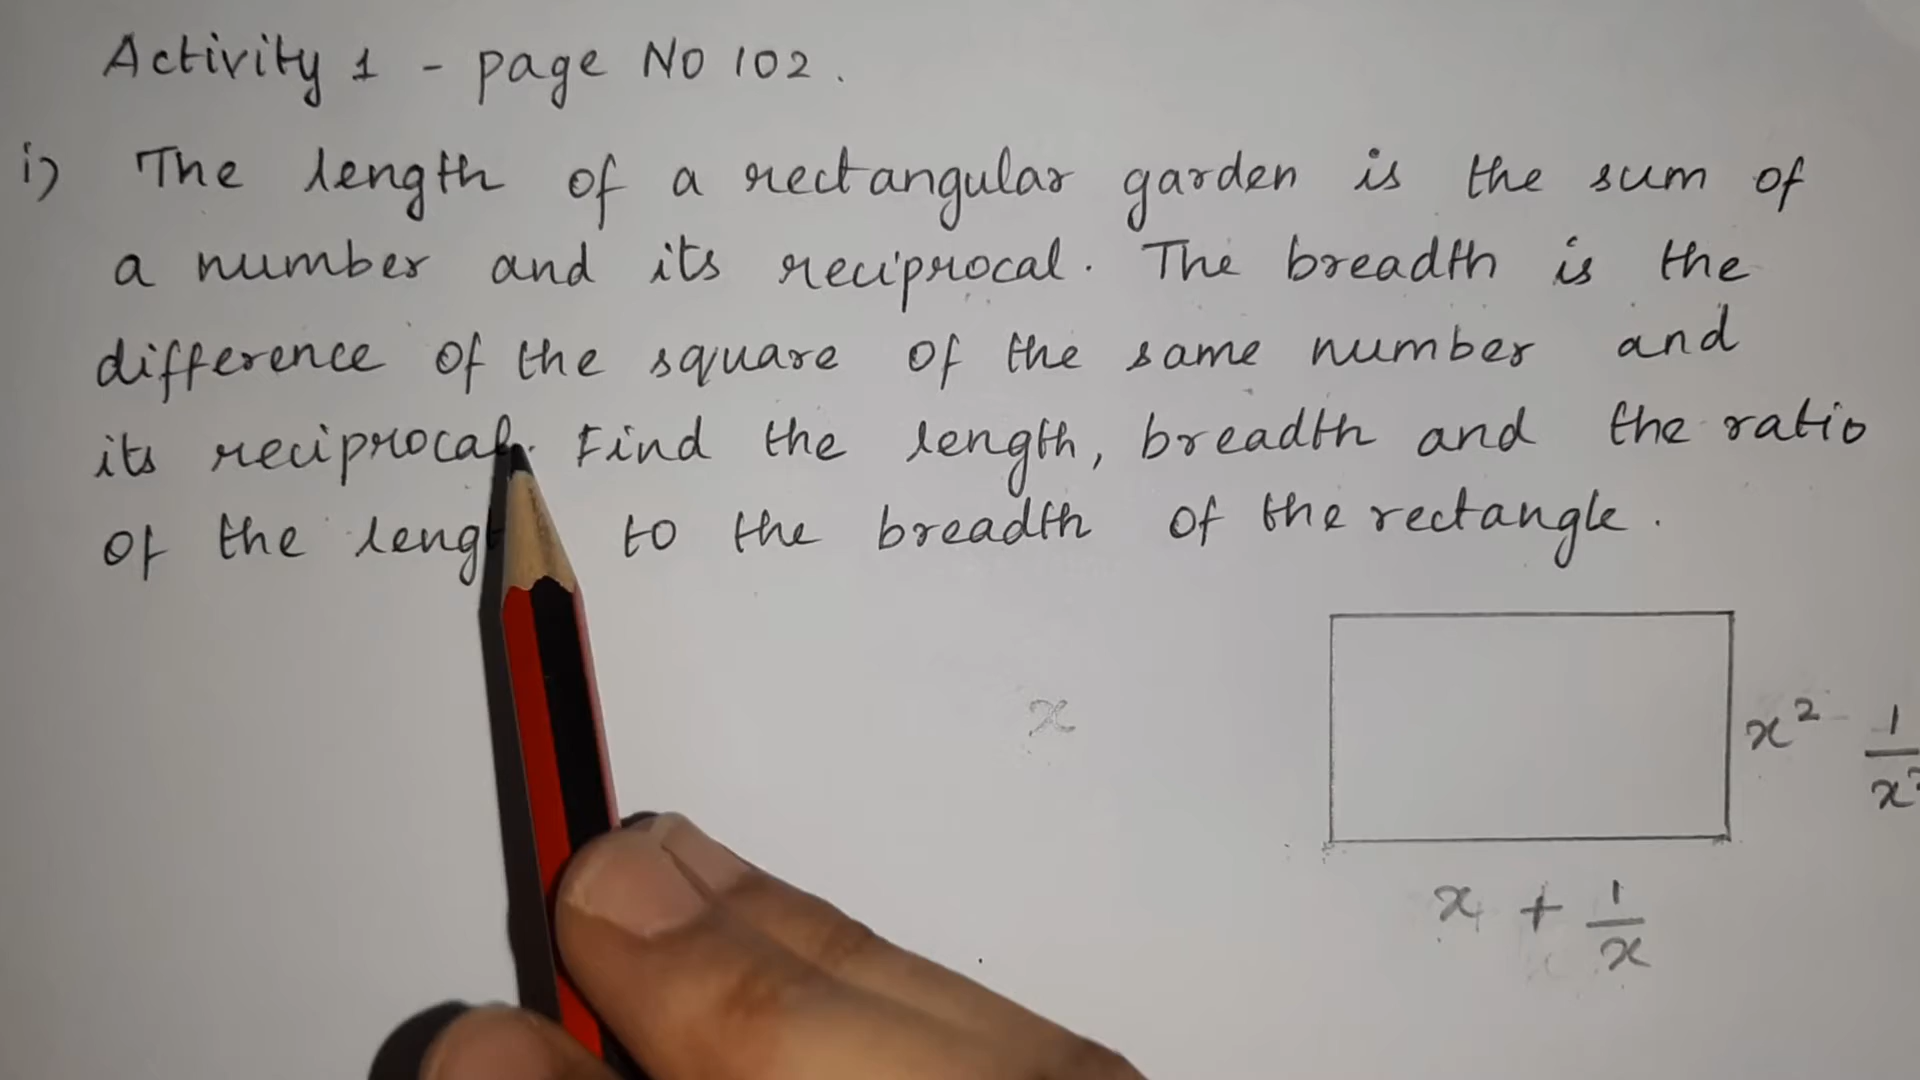 Activity 1 - page No 102.
i) The length of a rectangular garden is the sum of
a number and its reciprocal. The breadth is the
difference of the square of the same number and
its reciprocal. Find the length, breadth and the ratio
of the leng to the breadth of the rectangle.
x
x² 1/x²
x + 1/x